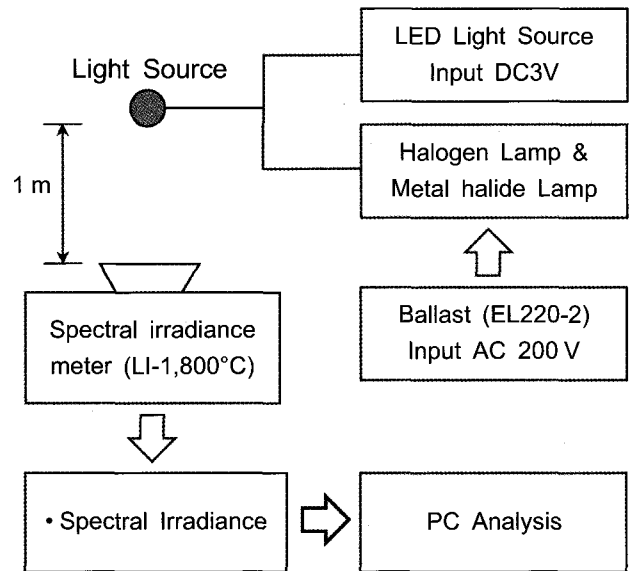 LED Light Source
Input DC3V
Light Source
Halogen Lamp &
Metal halide Lamp
1 m
Spectral irradiance
meter (LI-1,800°C)
Ballast (EL220-2)
Input AC 200 V
• Spectral Irradiance
PC Analysis